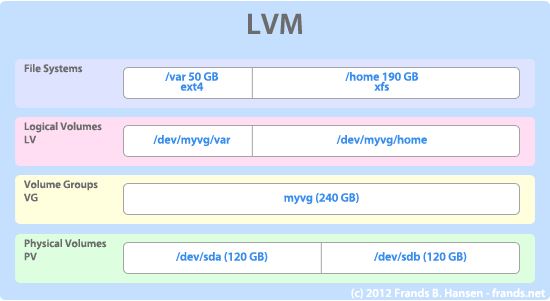 LVM
File Systems
/var 50 GB
ext4
/home 190 GB
xfs
Logical Volumes
LV
/dev/myvg/var
/dev/myvg/home
Volume Groups
VG
myvg (240 GB)
Physical Volumes
PV
/dev/sda (120 GB)
/dev/sdb (120 GB)
(c) 2012 Frands B. Hansen - frands.net